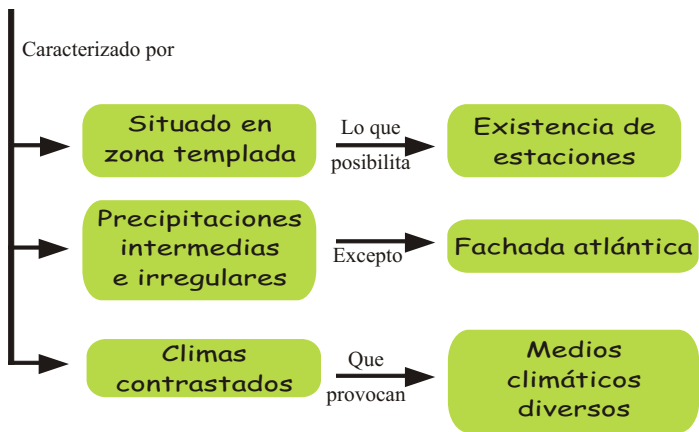 Caracterizado por
Situado en
zona templada
Lo que
posibilita
Existencia de
estaciones
Precipitaciones
intermedias
e irregulares
Excepto
Fachada atlántica
Climas
contrastados
Que
provocan
Medios
climáticos
diversos